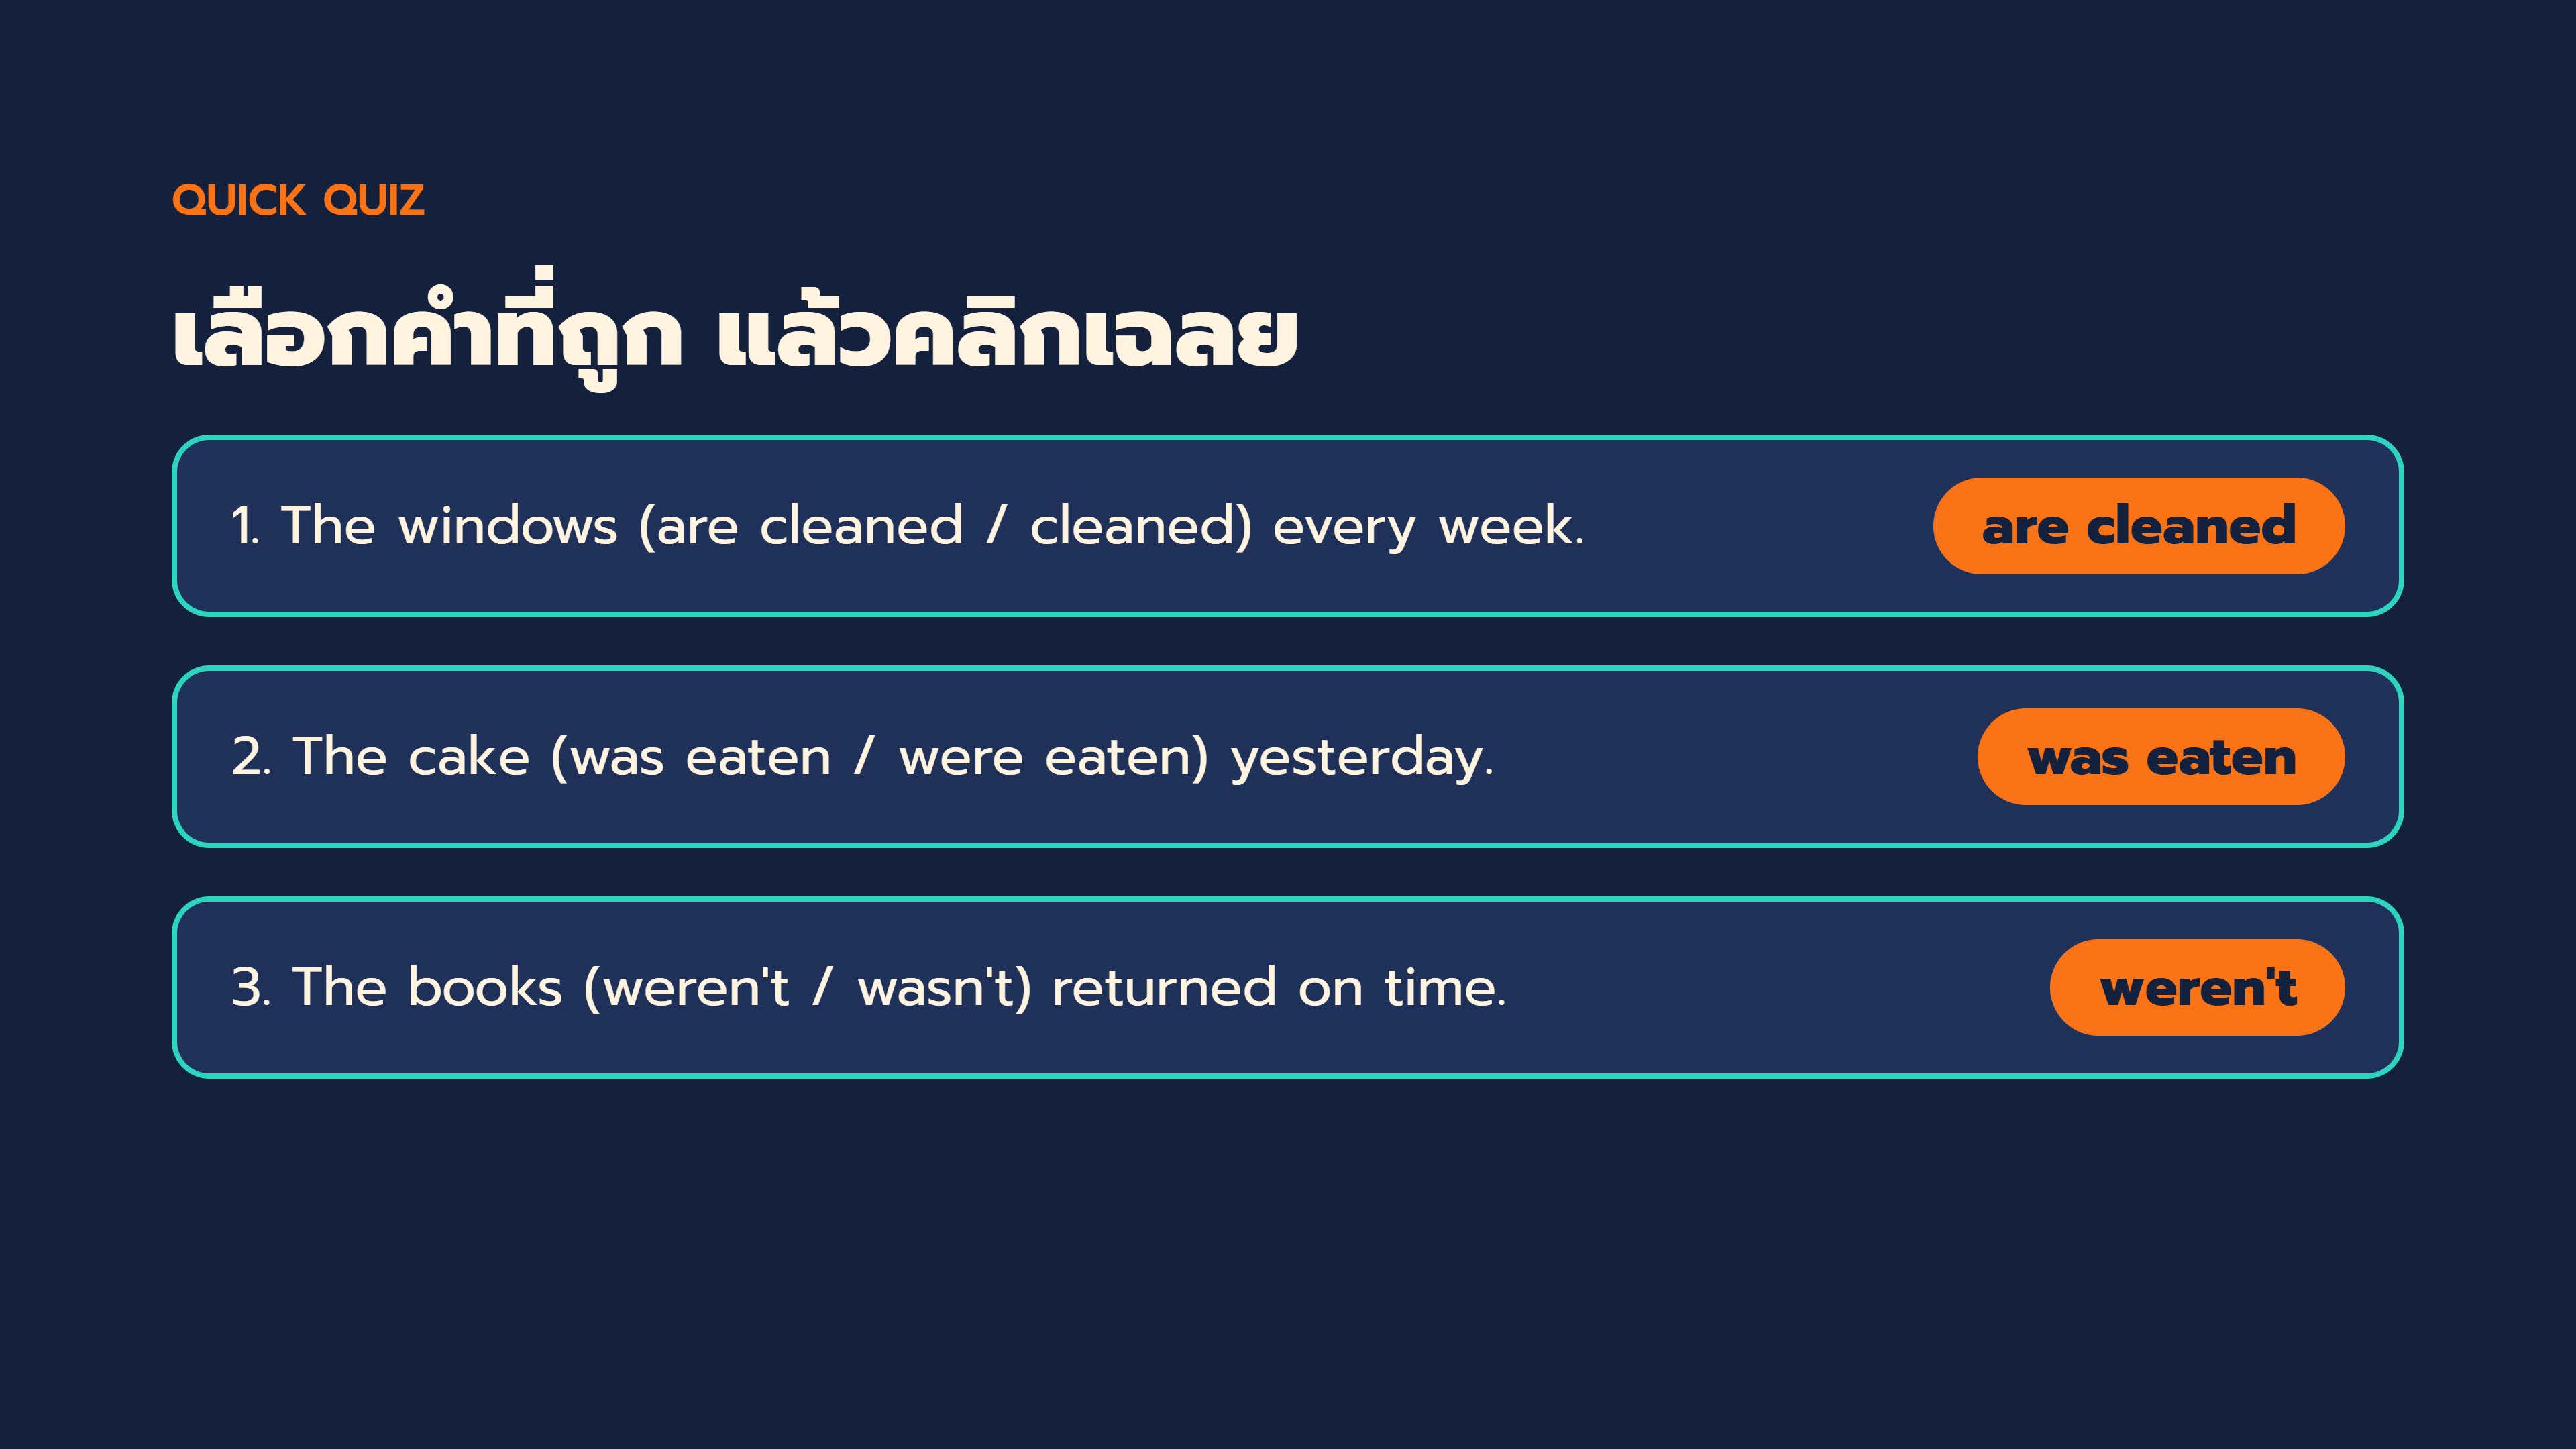 QUICK QUIZ
เลือกคำที่ถูก แล้วคลิกเฉลย
1. The windows (are cleaned / cleaned) every week.
are cleaned
2. The cake (was eaten / were eaten) yesterday.
was eaten
3. The books (weren't / wasn't) returned on time.
weren't